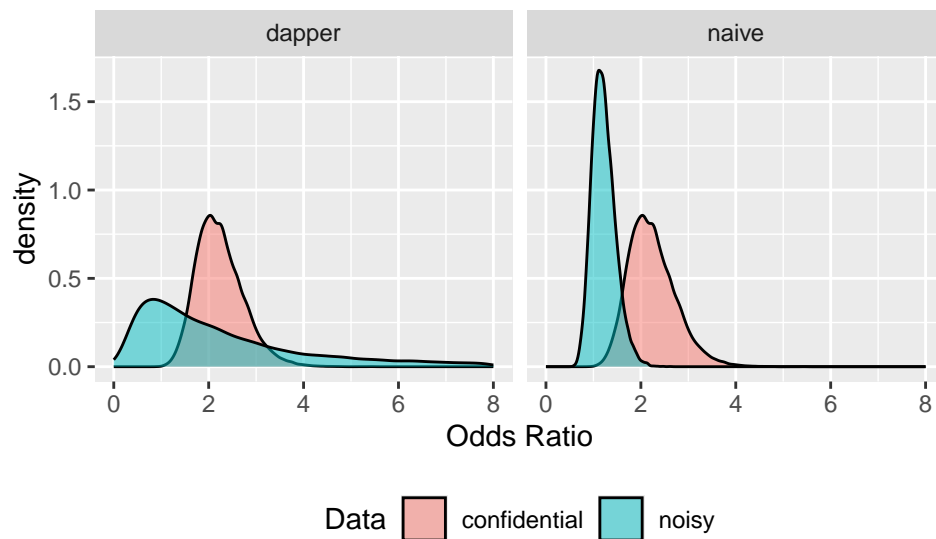 dapper naive
density
1.5
1.0
0.5
0.0
0 2 4 6 8 0 2 4 6 8
Odds Ratio
Data confidential noisy